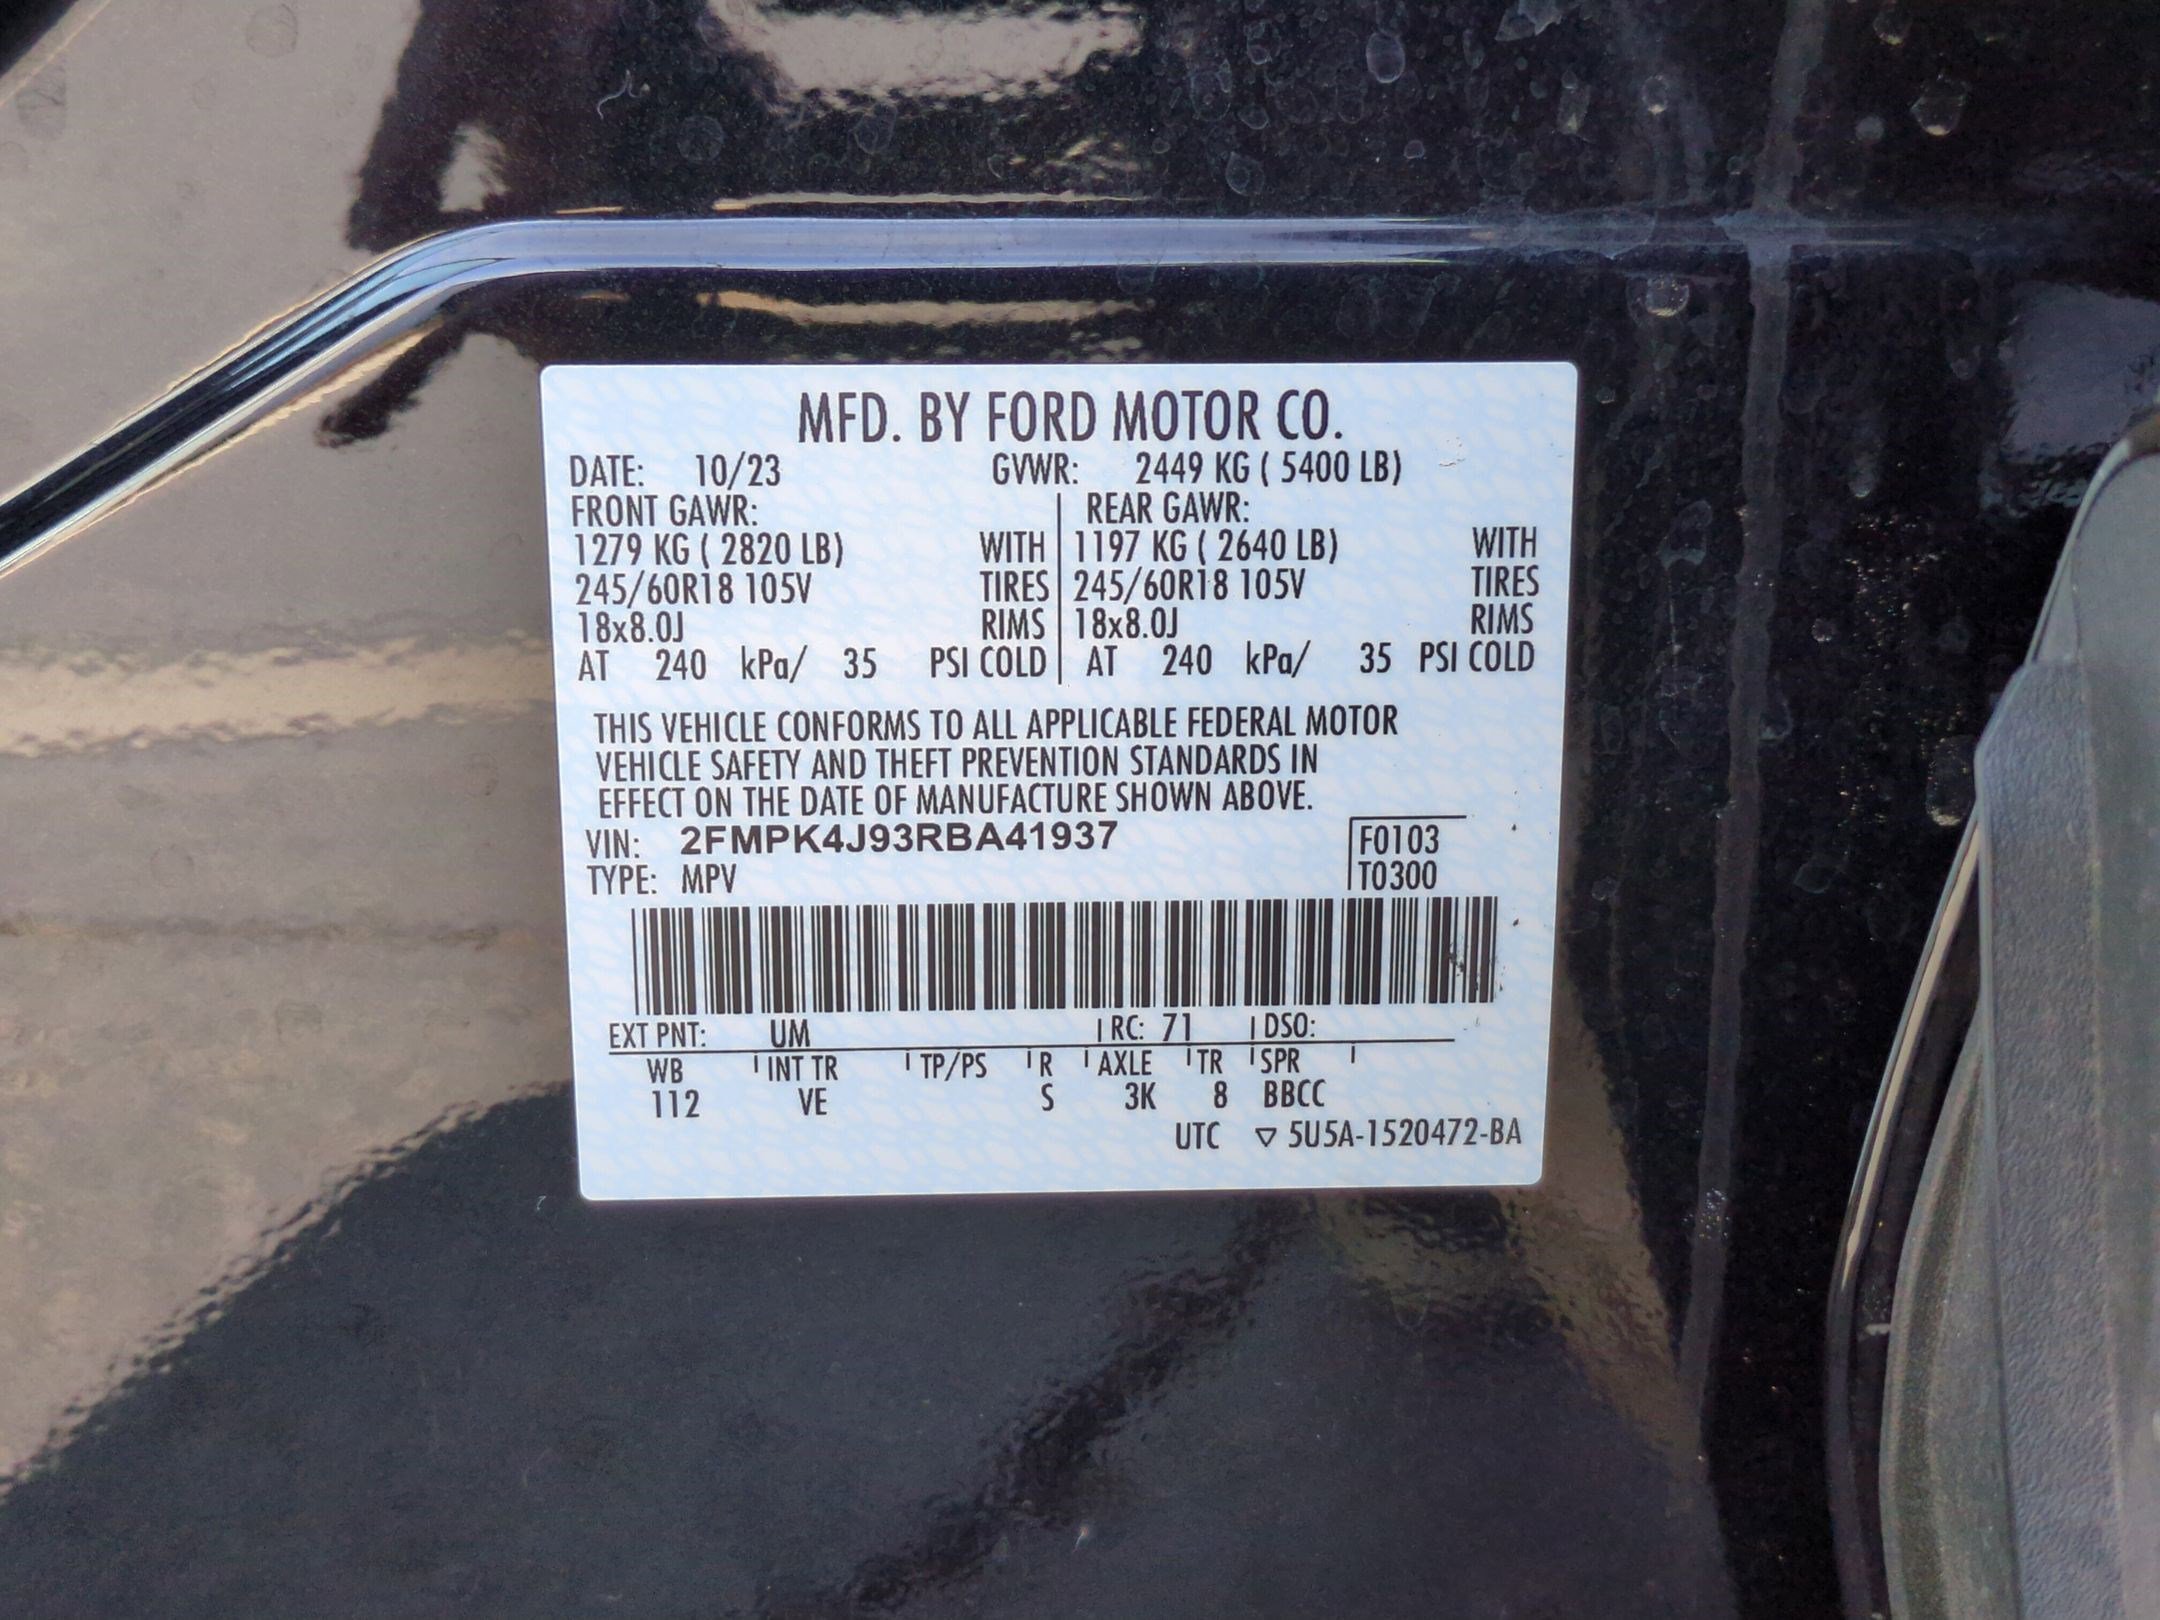 MFD. BY FORD MOTOR CO.
DATE: 10/23 GVWR: 2449 KG ( 5400 LB)
FRONT GAWR: REAR GAWR:
1279 KG ( 2820 LB) WITH 1197 KG ( 2640 LB) WITH
245/60R18 105V TIRES 245/60R18 105V TIRES
18x8.0J RIMS 18x8.0J RIMS
AT 240 kPa/ 35 PSI COLD AT 240 kPa/ 35 PSI COLD
THIS VEHICLE CONFORMS TO ALL APPLICABLE FEDERAL MOTOR
VEHICLE SAFETY AND THEFT PREVENTION STANDARDS IN
EFFECT ON THE DATE OF MANUFACTURE SHOWN ABOVE.
VIN: 2FMPK4J93RBA41937 F0103
TYPE: MPV T0300
EXT PNT: UM RC: 71 DSO:
WB INT TR TP/PS R AXLE TR SPR
112 VE S 3K 8 BBCC
UTC ▽ 5U5A-1520472-BA